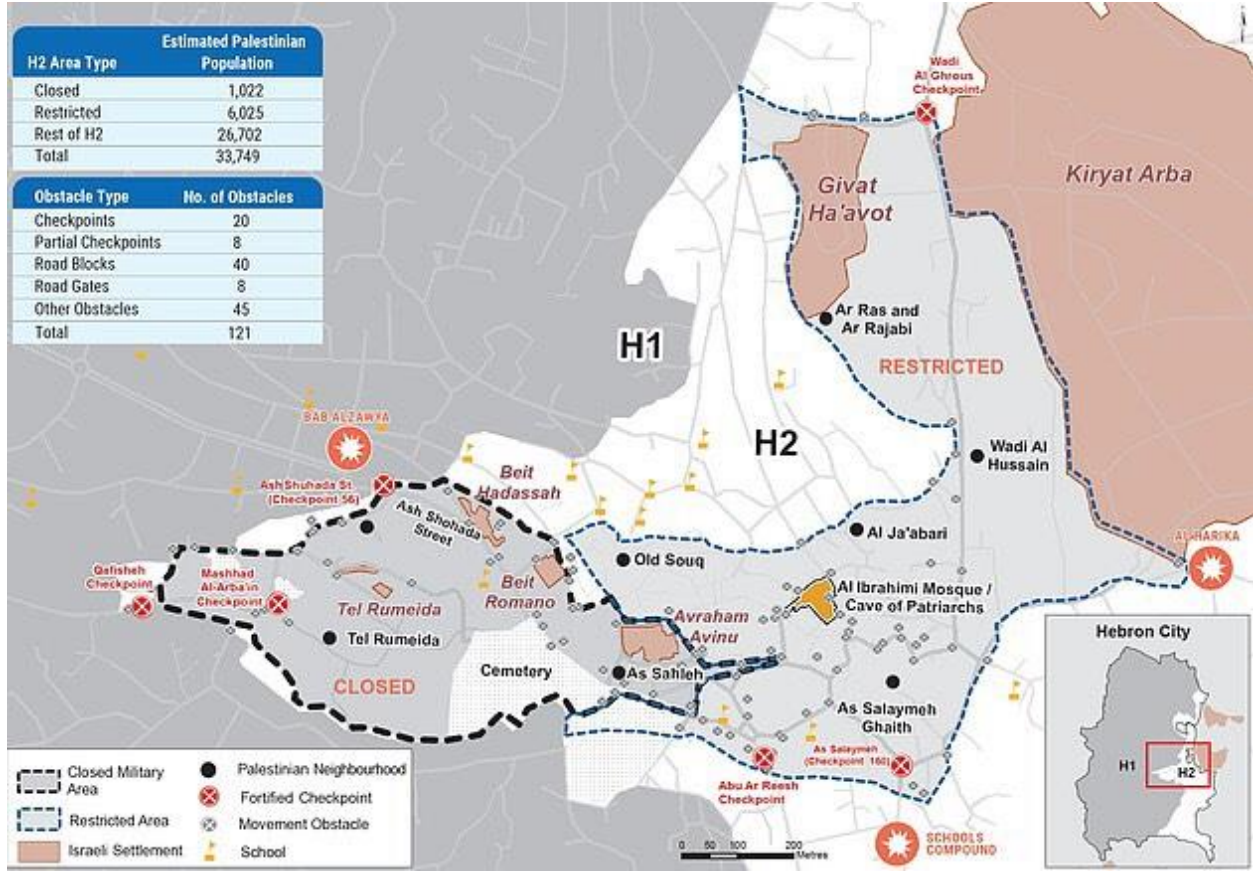 H2 Area Type
Estimated Palestinian
Population
Closed 1,022
Restricted 6,025
Rest of H2 26,702
Total 33,749
Obstacle Type No. of Obstacles
Checkpoints 20
Partial Checkpoints 8
Road Blocks 40
Road Gates 8
Other Obstacles 45
Total 121
Wadi
Al Ghrous
Checkpoint
Kiryat Arba
Givat
Ha'avot
Ar Ras and
Ar Rajabi
H1
RESTRICTED
BAB ALZAWYA
H2
Wadi Al
Hussain
Ash Shuhada St.
(Checkpoint 56)
Beit
Hadassah
Ash Shohada
Street
Al Ja'abari
Old Souq
AL HARIKA
Qafisheh
Checkpoint
Mashhad
Al-Arba'in
Checkpoint
Beit
Romano
Tel Rumeida
Al Ibrahimi Mosque /
Cave of Patriarchs
Avraham
Avinu
Tel Rumeida
Cemetery
As Sahleh
CLOSED
As Salaymeh
Ghaith
As Salaymeh
(Checkpoint 160)
Abu Ar Reesh
Checkpoint
SCHOOLS
COMPOUND
Hebron City
H1
H2
Closed Military
Area
Restricted Area
Israeli Settlement
Palestinian Neighbourhood
Fortified Checkpoint
Movement Obstacle
School
0 50 100 200
Metres